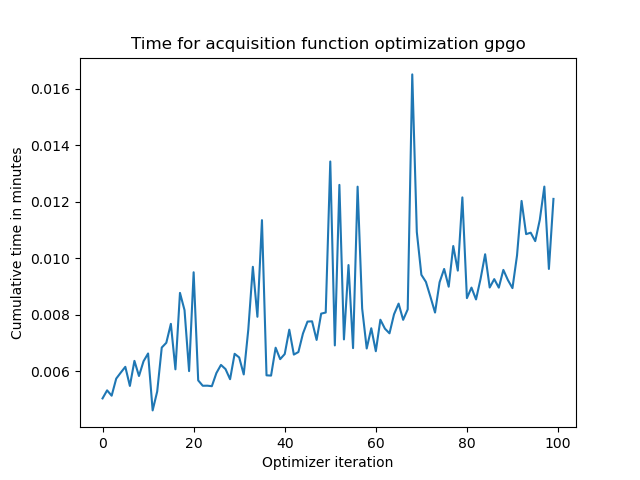 Time for acquisition function optimization gpgo
Cumulative time in minutes
0.016
0.014
0.012
0.010
0.008
0.006
0 20 40 60 80 100
Optimizer iteration